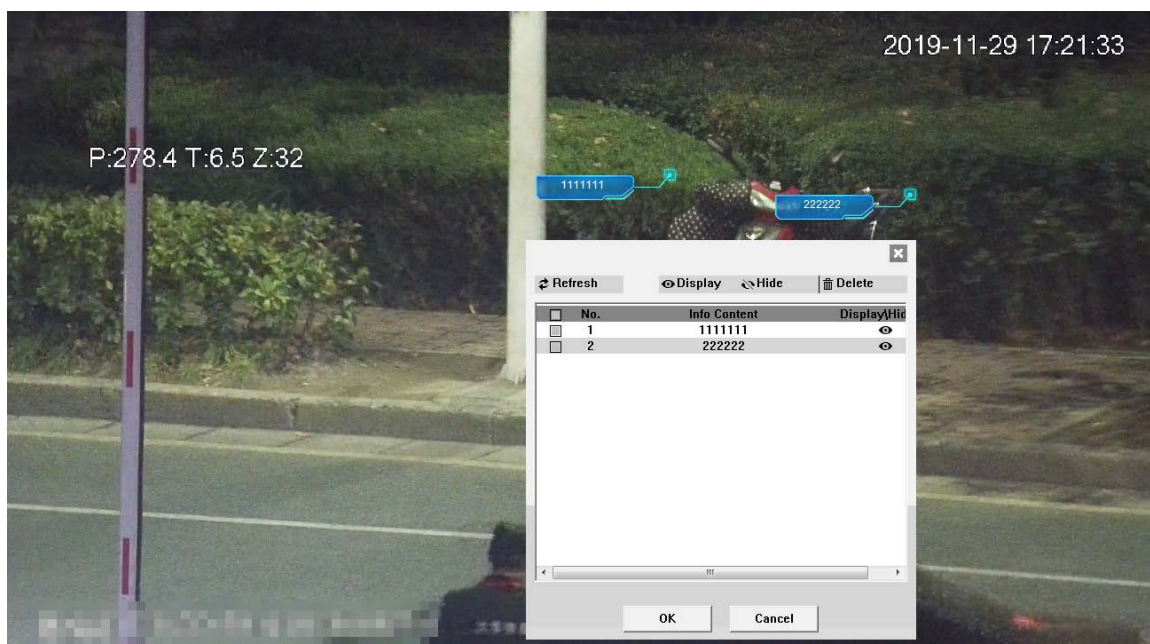 2019-11-29 17:21:33
P:278.4 T:6.5 Z:32
1111111
222222
Refresh Display Hide Delete
No. Info Content Display\Hid
1 1111111
2 222222
OK Cancel